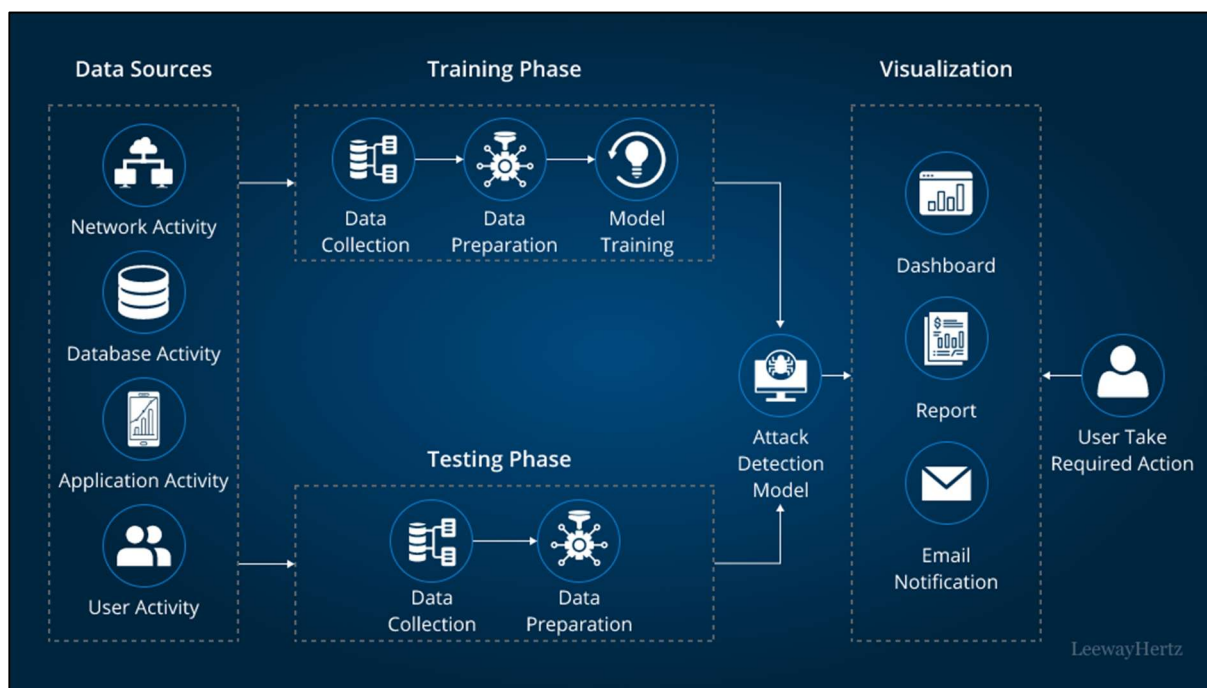 Data Sources
Network Activity
Database Activity
Application Activity
User Activity
Training Phase
Data
Collection
Data
Preparation
Model
Training
Testing Phase
Data
Collection
Data
Preparation
Attack
Detection
Model
Visualization
Dashboard
Report
Email
Notification
User Take
Required Action
LeewayHertz